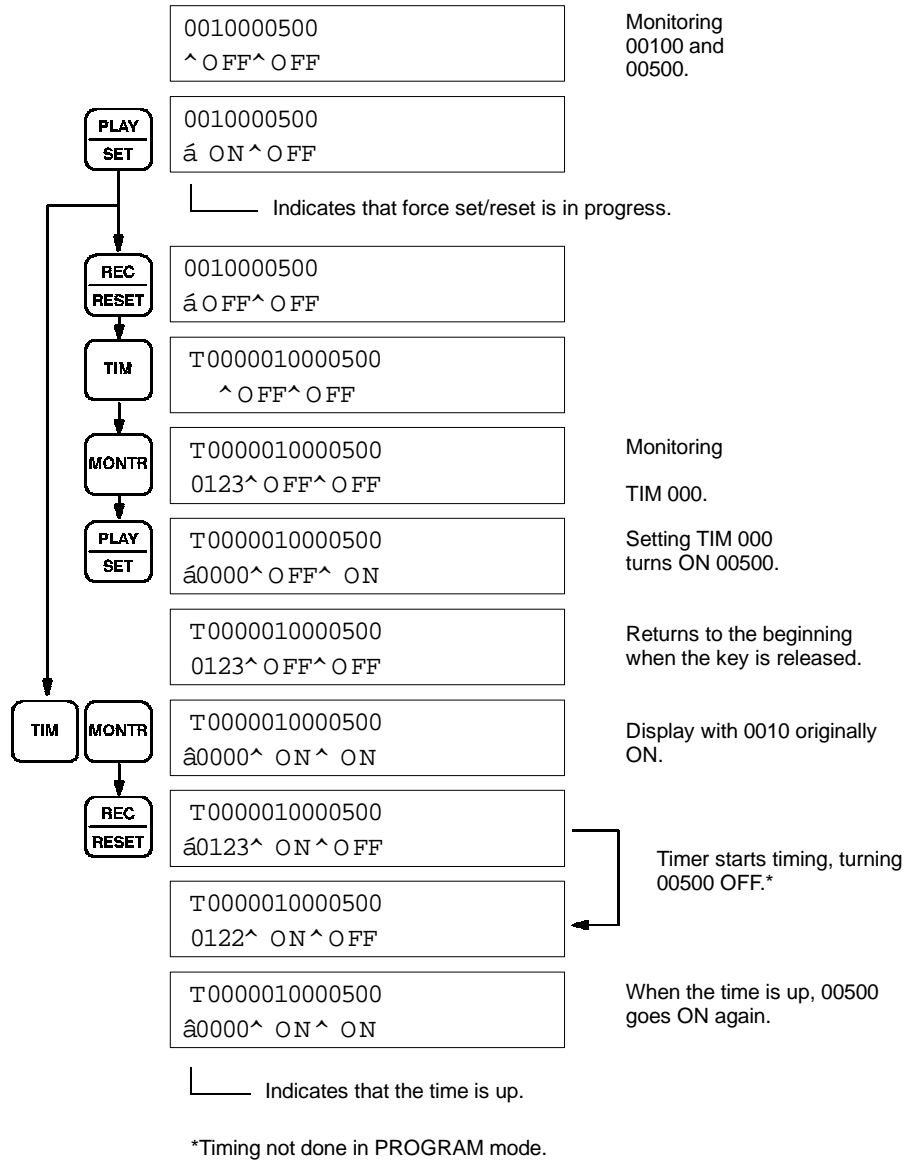 0010000500
^OFF^OFF
Monitoring
00100 and
00500.
PLAY
SET
0010000500
á ON^OFF
Indicates that force set/reset is in progress.
REC
RESET
0010000500
áOFF^OFF
TIM
T0000010000500
^OFF^OFF
MONTR
T0000010000500
0123^OFF^OFF
Monitoring
TIM 000.
PLAY
SET
T0000010000500
á0000^OFF^ ON
Setting TIM 000
turns ON 00500.
T0000010000500
0123^OFF^OFF
Returns to the beginning
when the key is released.
TIM
MONTR
T0000010000500
â0000^ ON^ ON
Display with 0010 originally
ON.
REC
RESET
T0000010000500
á0123^ ON^OFF
Timer starts timing, turning
00500 OFF.*
T0000010000500
0122^ ON^OFF
T0000010000500
â0000^ ON^ ON
When the time is up, 00500
goes ON again.
Indicates that the time is up.
*Timing not done in PROGRAM mode.